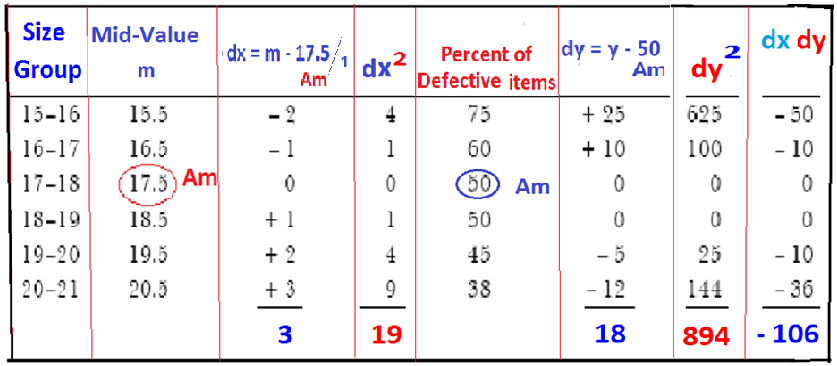 Size Group Mid-Value m dx = m - 17.5/1 Am dx² Percent of Defective items dy = y - 50 Am dy² dx dy
15-16 15.5 - 2 4 75 + 25 625 - 50
16-17 16.5 - 1 1 60 + 10 100 - 10
17-18 17.5 Am 0 0 50 Am 0 0 0
18-19 18.5 + 1 1 50 0 0 0
19-20 19.5 + 2 4 45 - 5 25 - 10
20-21 20.5 + 3 9 38 - 12 144 - 36
3 19 18 894 - 106